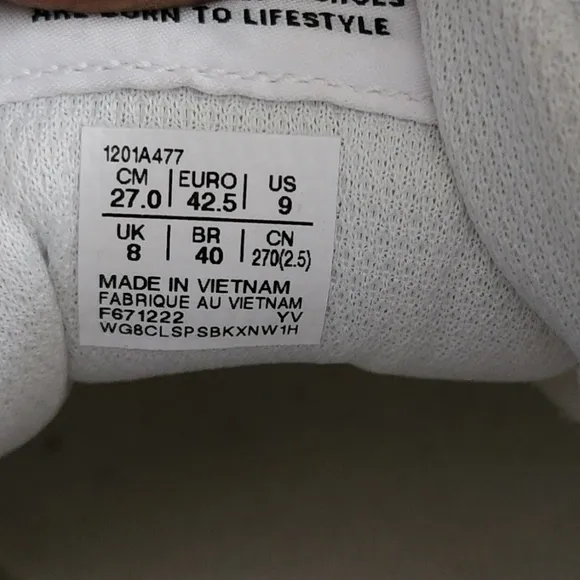 ARE BORN TO LIFESTYLE
1201A477
CM | EURO | US
27.0 | 42.5 | 9
UK | BR | CN
8 | 40 | 270(2.5)
MADE IN VIETNAM
FABRIQUE AU VIETNAM
F671222 YV
WG8CLSPSBKXNW1H